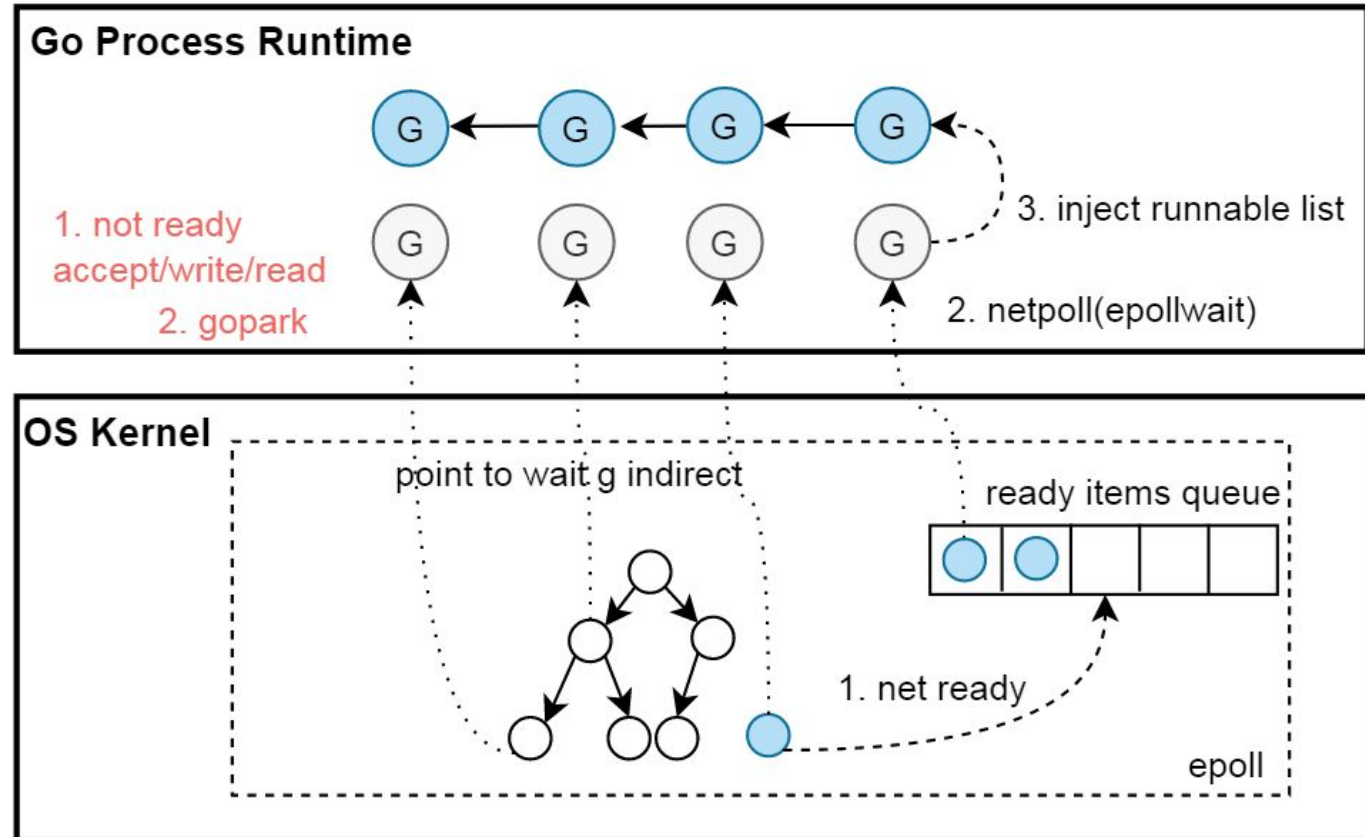 Go Process Runtime
G
G
G
G
G
G
G
G
1. not ready
accept/write/read
2. gopark
3. inject runnable list
2. netpoll(epollwait)
OS Kernel
point to wait g indirect
ready items queue
1. net ready
epoll